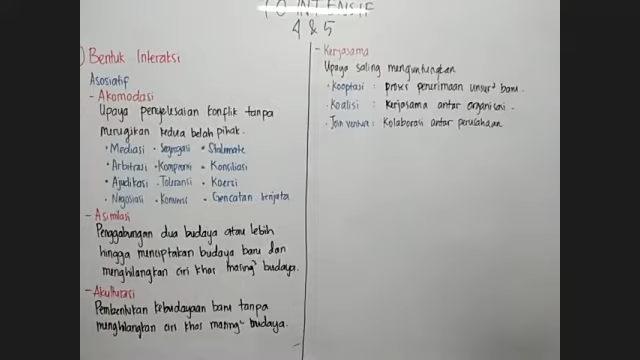 TO INTENSIF
4 & 5
) Bentuk Interaksi
Asosiatif
- Akomodasi
Upaya penyelesaian konflik tanpa
merugikan kedua belah pihak.
• Mediasi • Segregasi • Stalemate
• Arbitrasi • Kompromi • Konsiliasi
• Ajudikasi • Toleransi • Koersi
• Negosiasi • Konversi • Gencatan senjata
- Asimilasi
Penggabungan dua budaya atau lebih
hingga menciptakan budaya baru dan
menghilangkan ciri khas masing² budaya.
- Akulturasi
Pembentukan kebudayaan baru tanpa
menghilangkan ciri khas masing² budaya.
- Kerjasama
Upaya saling menguntungkan
• Kooptasi : proses penerimaan unsur² baru.
• Koalisi : Kerjasama antar organisasi.
• Join venture : Kolaborasi antar perusahaan